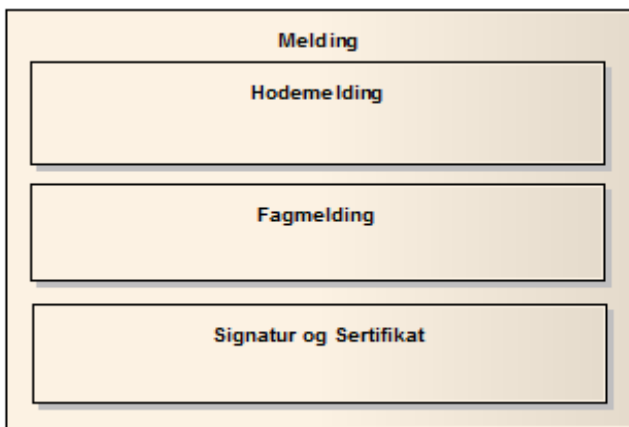 Melding
Hodemelding
Fagmelding
Signatur og Sertifikat